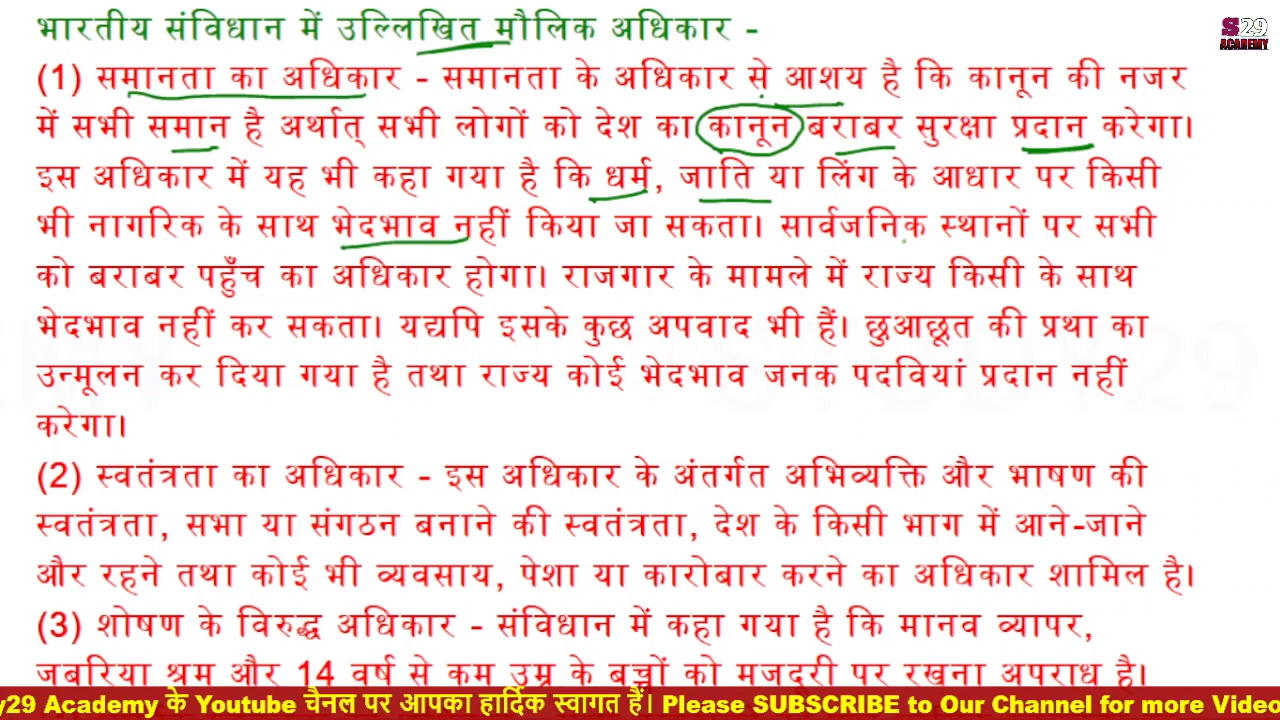 भारतीय संविधान में उल्लिखित मौलिक अधिकार -
S29
ACADEMY
(1) समानता का अधिकार - समानता के अधिकार से आशय है कि कानून की नजर
में सभी समान है अर्थात् सभी लोगों को देश का कानून बराबर सुरक्षा प्रदान करेगा।
इस अधिकार में यह भी कहा गया है कि धर्म, जाति या लिंग के आधार पर किसी
भी नागरिक के साथ भेदभाव नहीं किया जा सकता। सार्वजनिक स्थानों पर सभी
को बराबर पहुँच का अधिकार होगा। राजगार के मामले में राज्य किसी के साथ
भेदभाव नहीं कर सकता। यद्यपि इसके कुछ अपवाद भी हैं। छुआछूत की प्रथा का
उन्मूलन कर दिया गया है तथा राज्य कोई भेदभाव जनक पदवियां प्रदान नहीं
करेगा।
(2) स्वतंत्रता का अधिकार - इस अधिकार के अंतर्गत अभिव्यक्ति और भाषण की
स्वतंत्रता, सभा या संगठन बनाने की स्वतंत्रता, देश के किसी भाग में आने-जाने
और रहने तथा कोई भी व्यवसाय, पेशा या कारोबार करने का अधिकार शामिल है।
(3) शोषण के विरुद्ध अधिकार - संविधान में कहा गया है कि मानव व्यापर,
जबरिया श्रम और 14 वर्ष से कम उम्र के बच्चों को मजदूरी पर रखना अपराध है।
y29 Academy के Youtube चैनल पर आपका हार्दिक स्वागत हैं। Please SUBSCRIBE to Our Channel for more Video